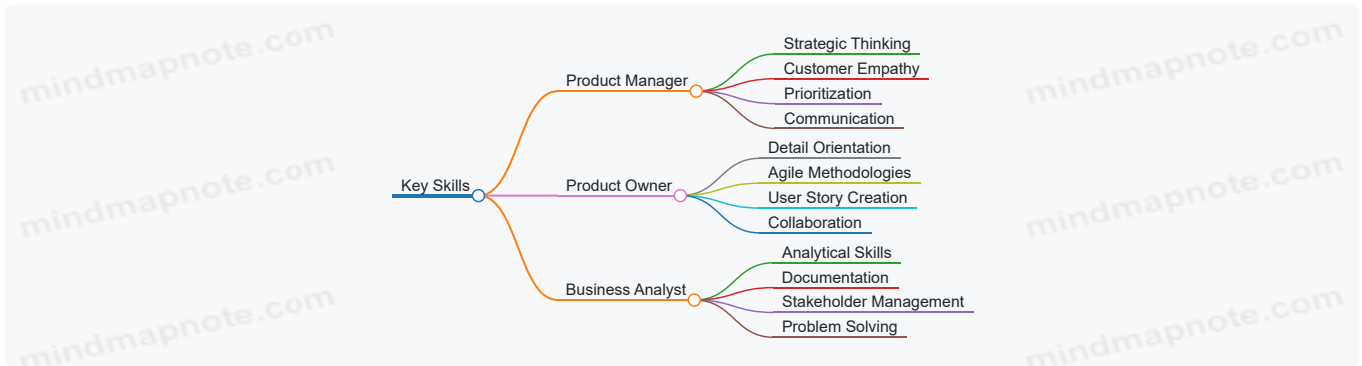 mindmapnote.com
mindmapnote.com
Strategic Thinking
Customer Empathy
Product Manager
Prioritization
Communication
Detail Orientation
Agile Methodologies
Key Skills
Product Owner
User Story Creation
Collaboration
mindmapnote.com
mindmapnote.com
Analytical Skills
Documentation
Business Analyst
Stakeholder Management
Problem Solving
mindmapnote.com
mindmapnote.com